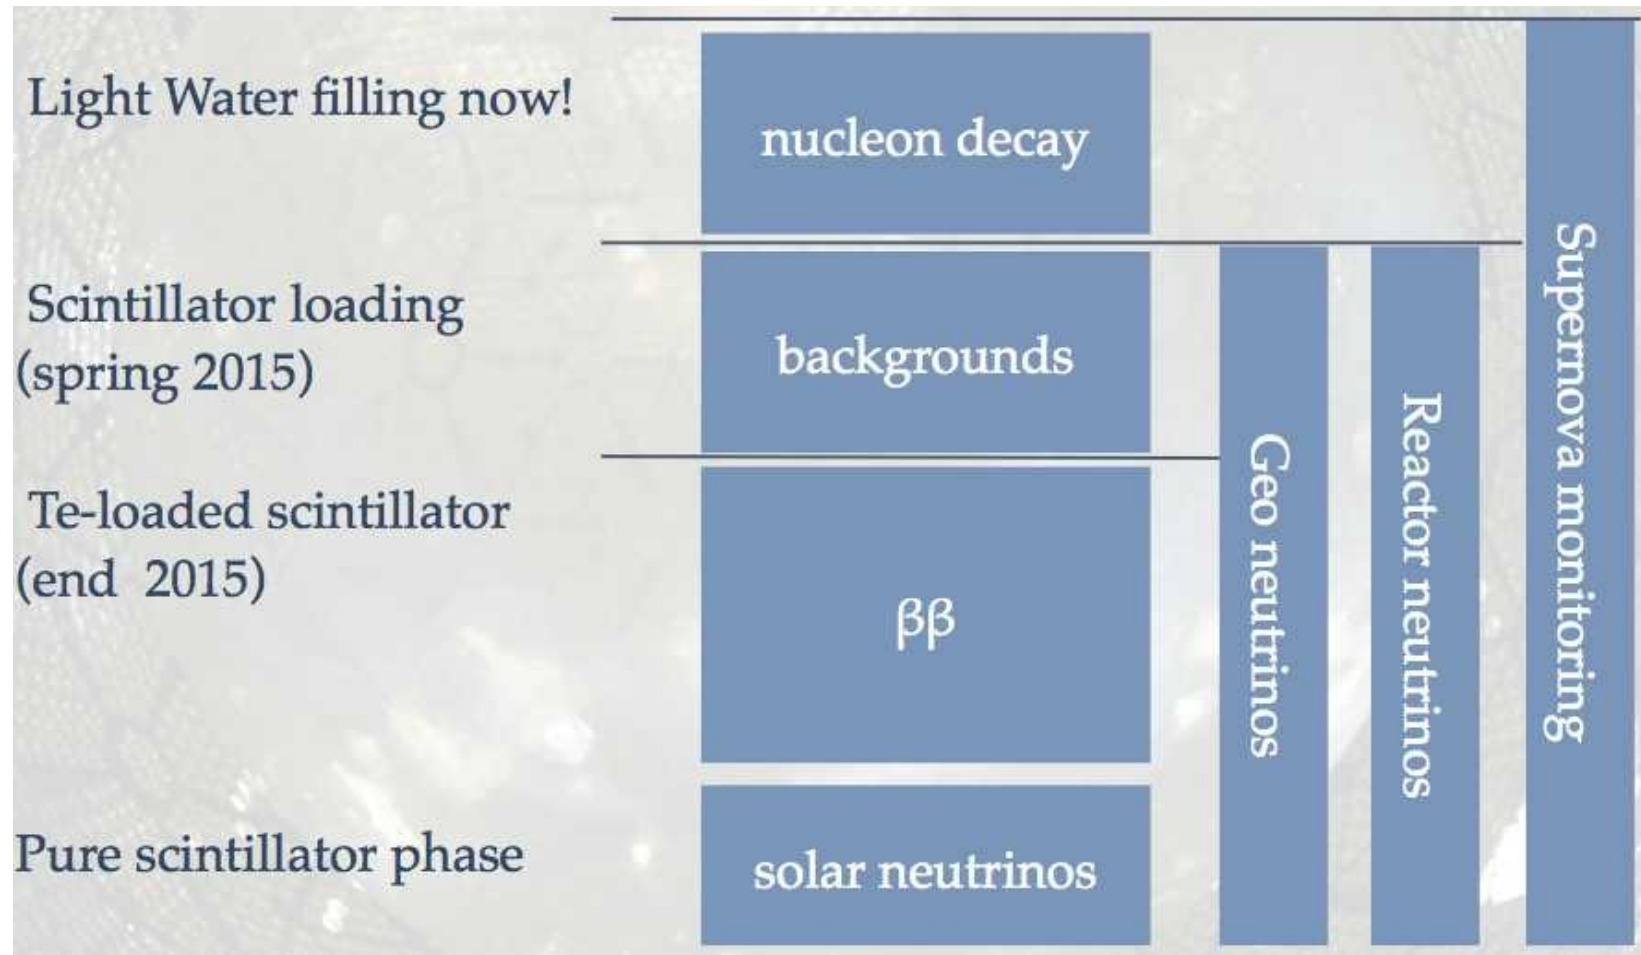 Light Water filling now!
nucleon decay
Scintillator loading
(spring 2015)
backgrounds
Te-loaded scintillator
(end 2015)
ββ
Pure scintillator phase
solar neutrinos
Geo neutrinos
Reactor neutrinos
Supernova monitoring